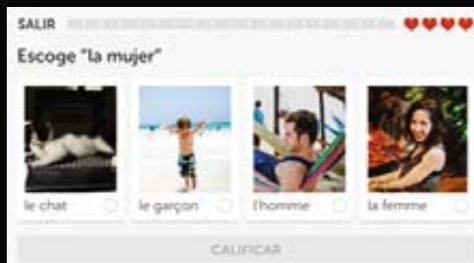 SALIR
Escoge "la mujer"
le chat
le garçon
l'homme
la femme
CALIFICAR